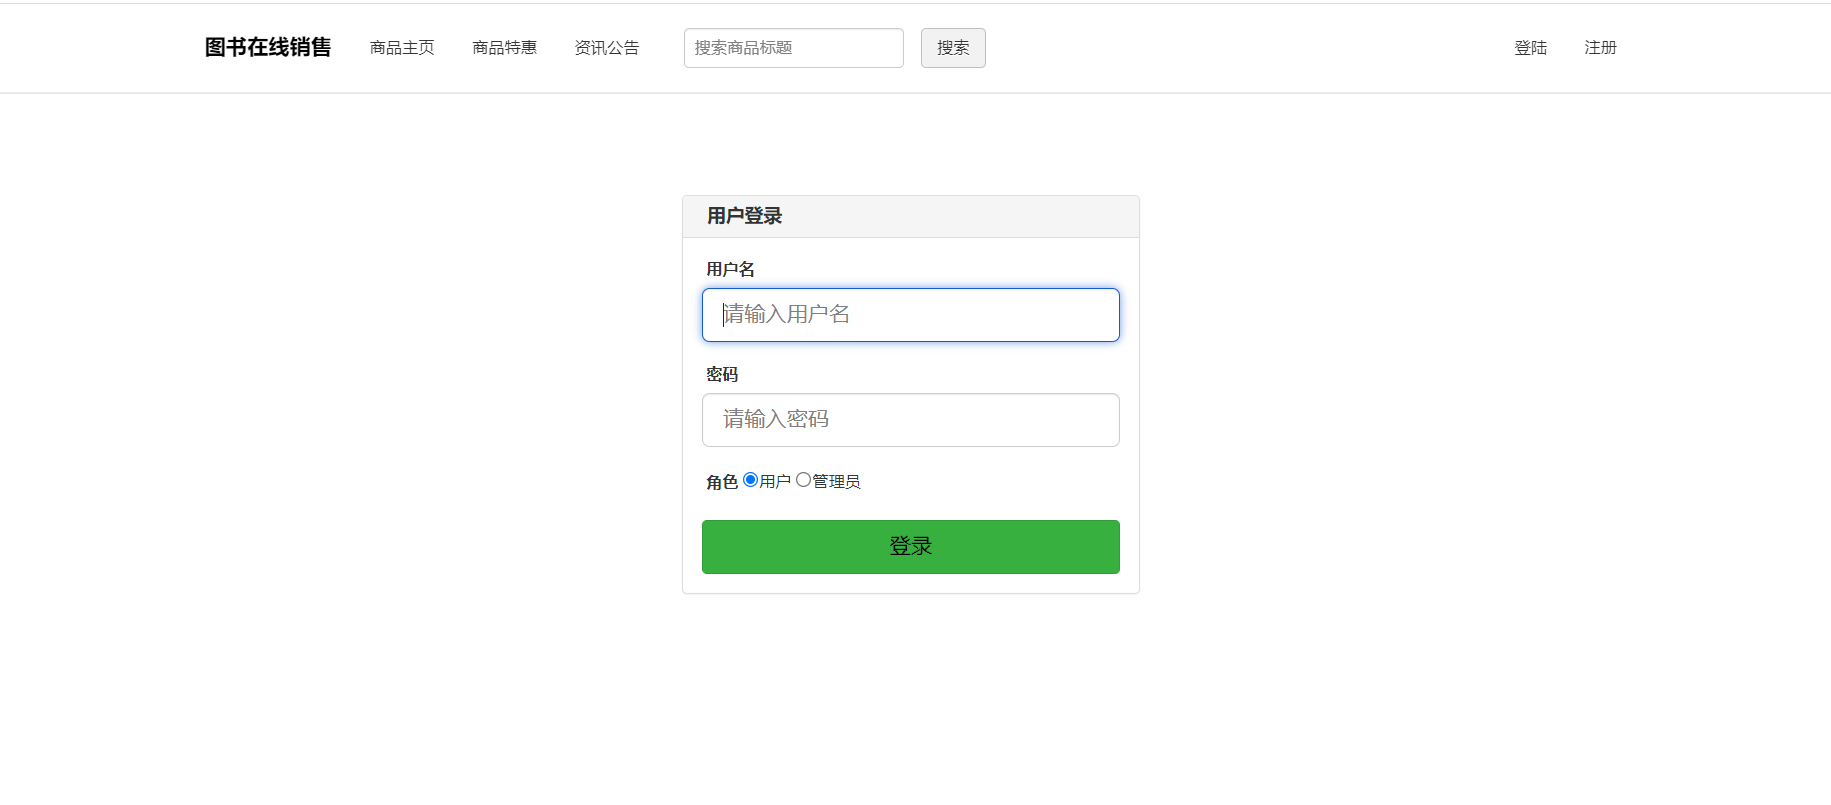 图书在线销售 商品主页 商品特惠 资讯公告 搜索商品标题 搜索 登陆 注册
用户登录
用户名
请输入用户名
密码
请输入密码
角色 用户 管理员
登录